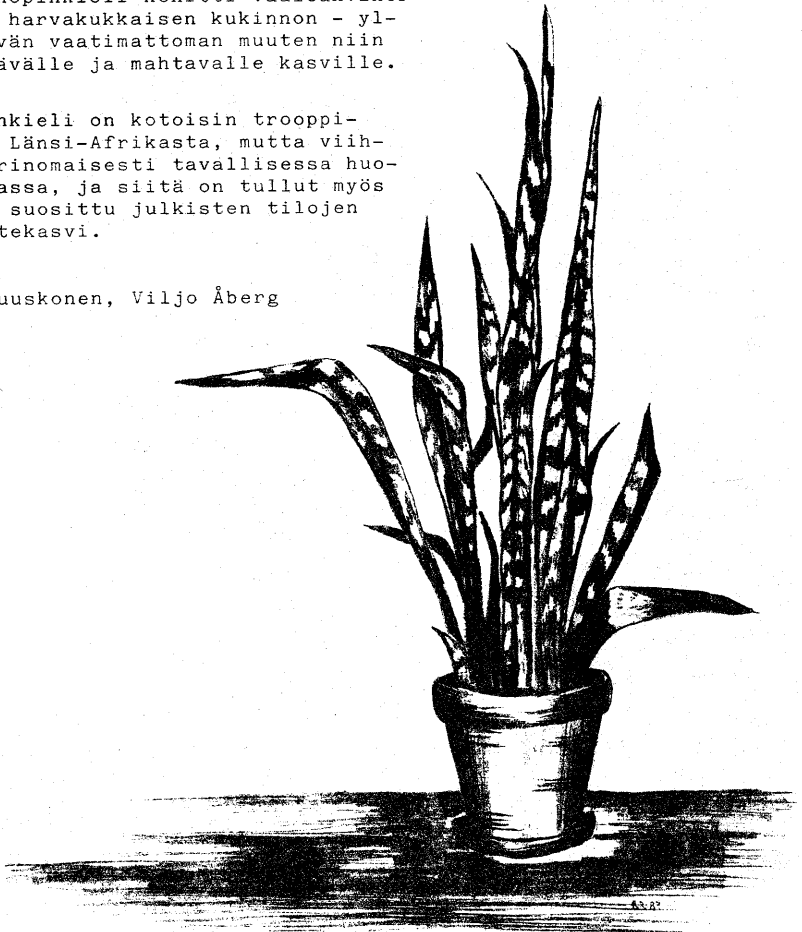 harvakukkaisen kukinnon - yl-
vän vaatimattoman muuten niin
ävälle ja mahtavalle kasville.
nkieli on kotoisin trooppi-
Länsi-Afrikasta, mutta viih-
rinomaisesti tavallisessa huo-
assa, ja siitä on tullut myös
suosittu julkisten tilojen
tekasvi.
uuskonen, Viljo Åberg